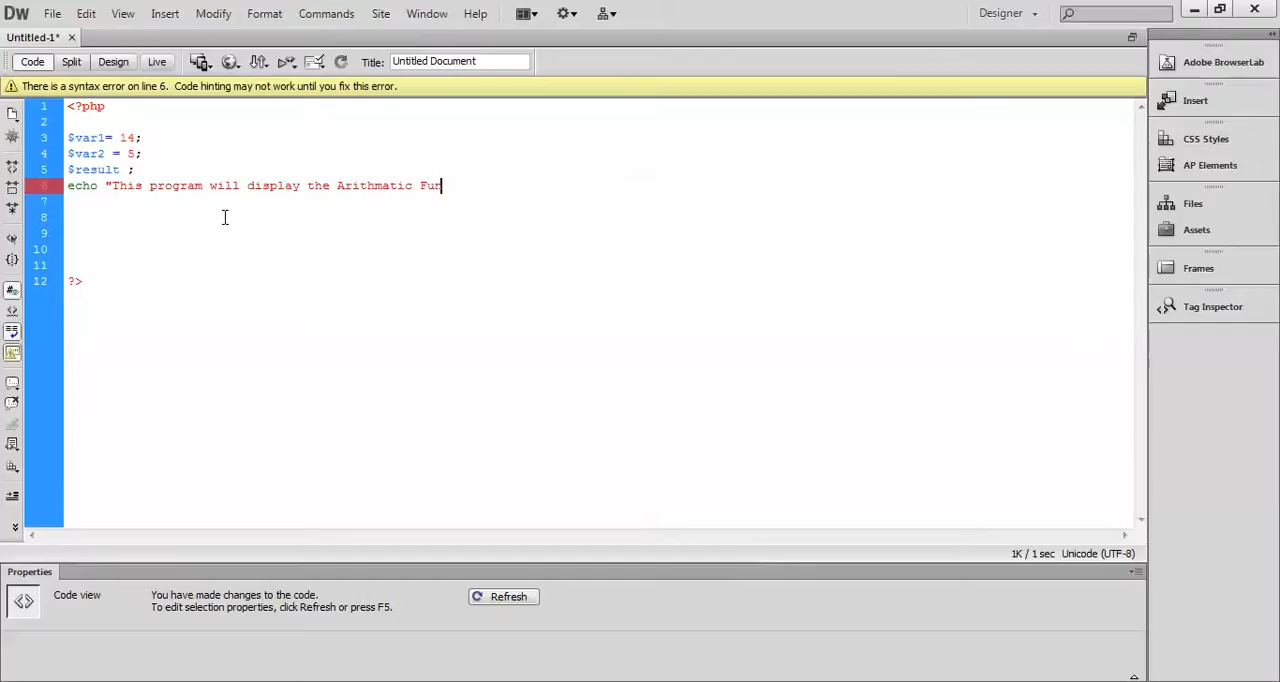 Dw File Edit View Insert Modify Format Commands Site Window Help Designer
Untitled-1* ×
Code Split Design Live Title: Untitled Document
There is a syntax error on line 6. Code hinting may not work until you fix this error.
1 <?php
2
3 $var1= 14;
4 $var2 = 5;
5 $result ;
6 echo "This program will display the Arithmatic Fun
7
8
9
10
11
12 ?>
Adobe BrowserLab
Insert
CSS Styles
AP Elements
Files
Assets
Frames
Tag Inspector
1K / 1 sec Unicode (UTF-8)
Properties
Code view You have made changes to the code. Refresh
To edit selection properties, click Refresh or press F5.